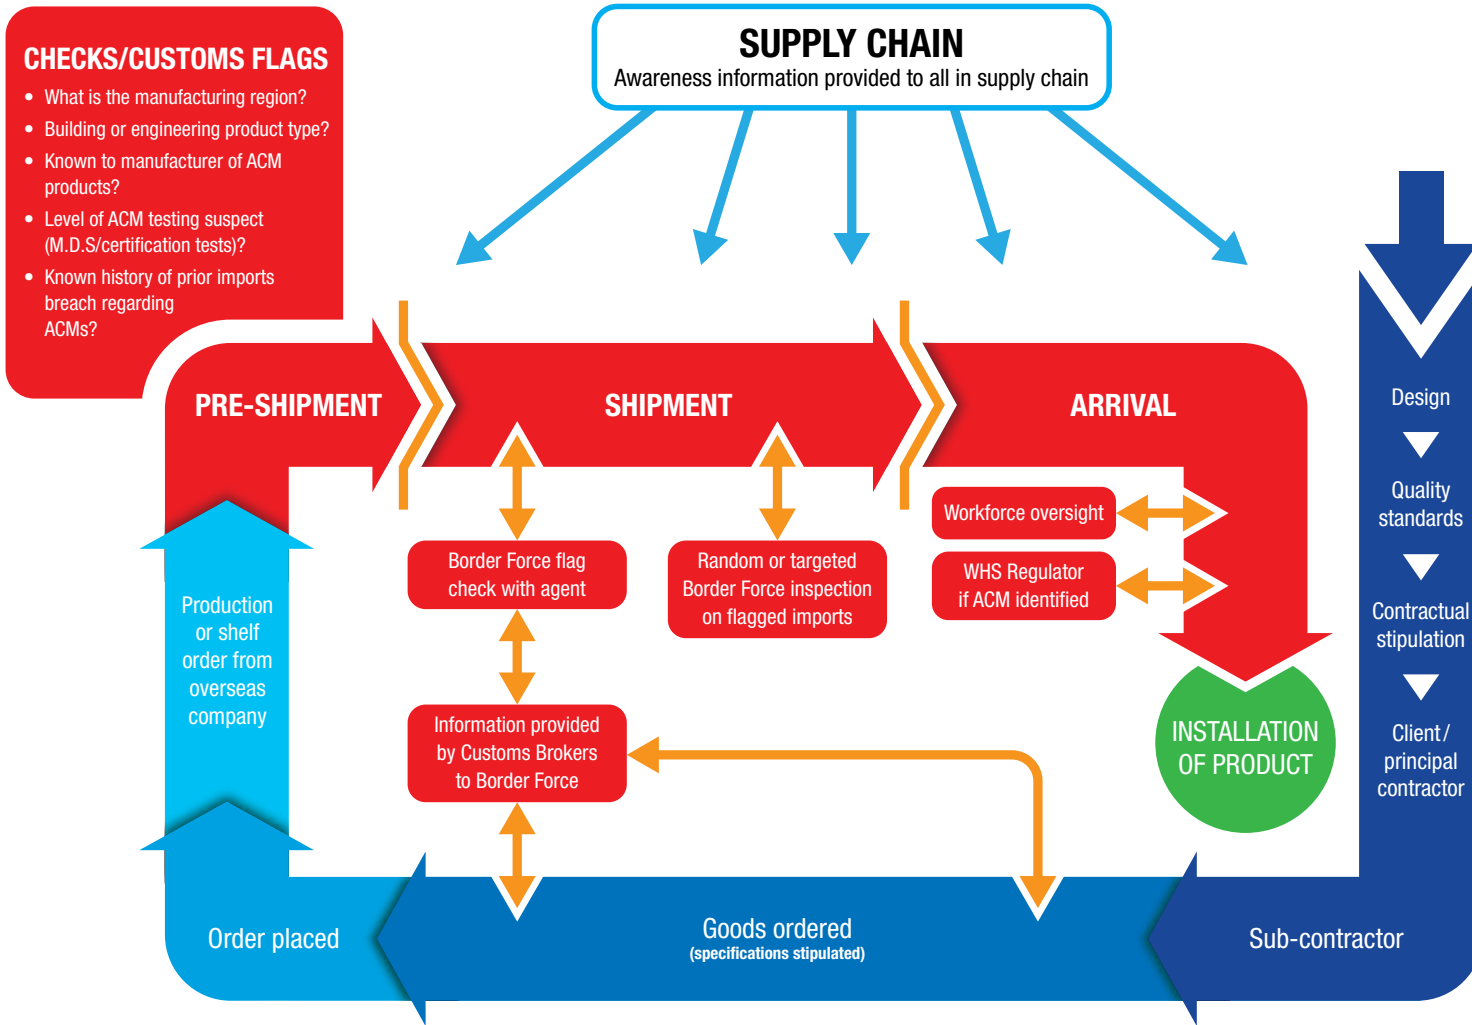 CHECKS/CUSTOMS FLAGS
• What is the manufacturing region?
• Building or engineering product type?
• Known to manufacturer of ACM
products?
• Level of ACM testing suspect
(M.D.S/certification tests)?
• Known history of prior imports
breach regarding
ACMs?
SUPPLY CHAIN
Awareness information provided to all in supply chain
PRE-SHIPMENT
SHIPMENT
ARRIVAL
Border Force flag
check with agent
Random or targeted
Border Force inspection
on flagged imports
Workforce oversight
WHS Regulator
if ACM identified
Information provided
by Customs Brokers
to Border Force
INSTALLATION
OF PRODUCT
Design
Quality
standards
Contractual
stipulation
Client /
principal
contractor
Sub-contractor
Goods ordered
(specifications stipulated)
Order placed
Production
or shelf
order from
overseas
company